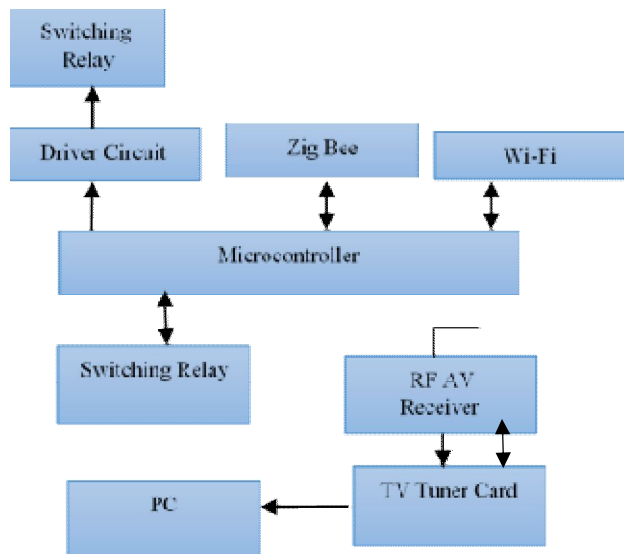 Switching
Relay
Driver Circuit
Zig Bee
Wi-Fi
Microcontroller
Switching Relay
RF AV
Receiver
PC
TV Tuner Card